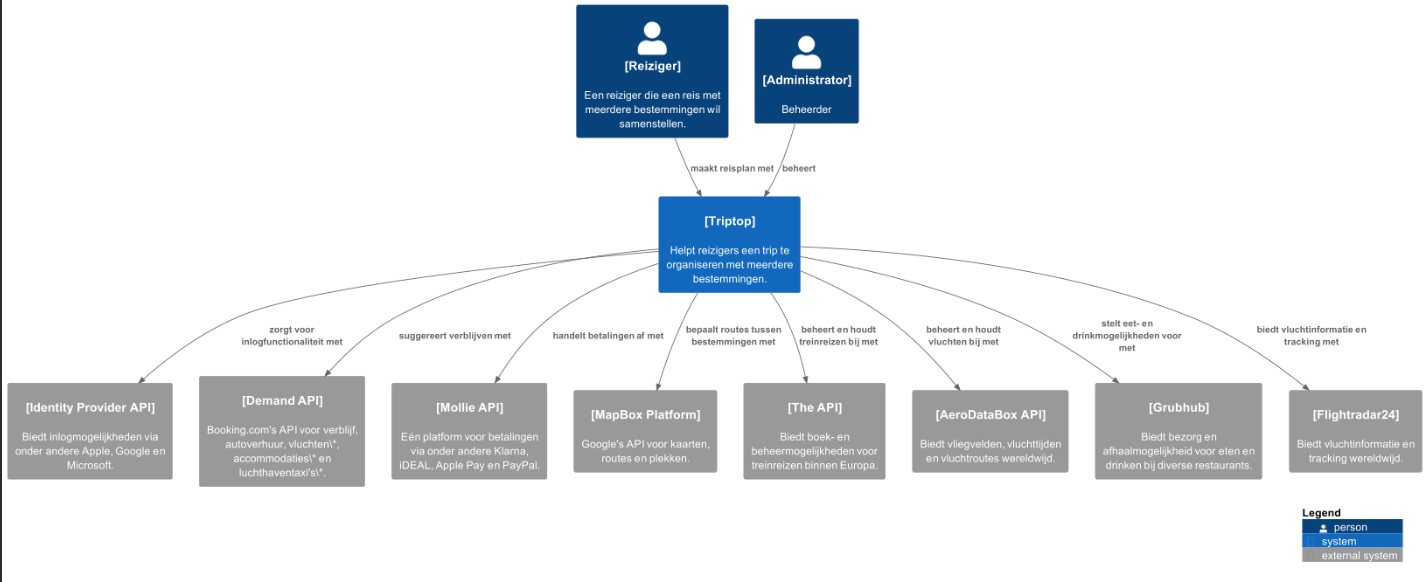 [Reiziger]
Een reiziger die een reis met
meerdere bestemmingen wil
samenstellen.
[Administrator]
Beheerder
maakt reisplan met
beheert
[Triptop]
Helpt reizigers een trip te
organiseren met meerdere
bestemmingen.
zorgt voor
inlogfunctionaliteit met
suggereert verblijven met
handelt betalingen af met
bepaalt routes tussen
bestemmingen met
beheert en houdt
treinreizen bij met
beheert en houdt
vluchten bij met
stelt eet- en
drinkmogelijkheden voor
met
biedt vluchtinformatie en
tracking met
[Identity Provider API]
Biedt inlogmogelijkheden via
onder andere Apple, Google en
Microsoft.
[Demand API]
Booking.com's API voor verblijf,
autoverhuur, vluchten\*,
accommodaties\* en
luchthaventaxi's\*.
[Mollie API]
Eén platform voor betalingen
via onder andere Klarna,
iDEAL, Apple Pay en PayPal.
[MapBox Platform]
Google's API voor kaarten,
routes en plekken.
[The API]
Biedt boek- en
beheermogelijkheden voor
treinreizen binnen Europa.
[AeroDataBox API]
Biedt vliegvelden, vluchttijden
en vluchtroutes wereldwijd.
[Grubhub]
Biedt bezorg en
afhaalmogelijkheid voor eten en
drinken bij diverse restaurants.
[Flightradar24]
Biedt vluchtinformatie en
tracking wereldwijd.
Legend
person
system
external system